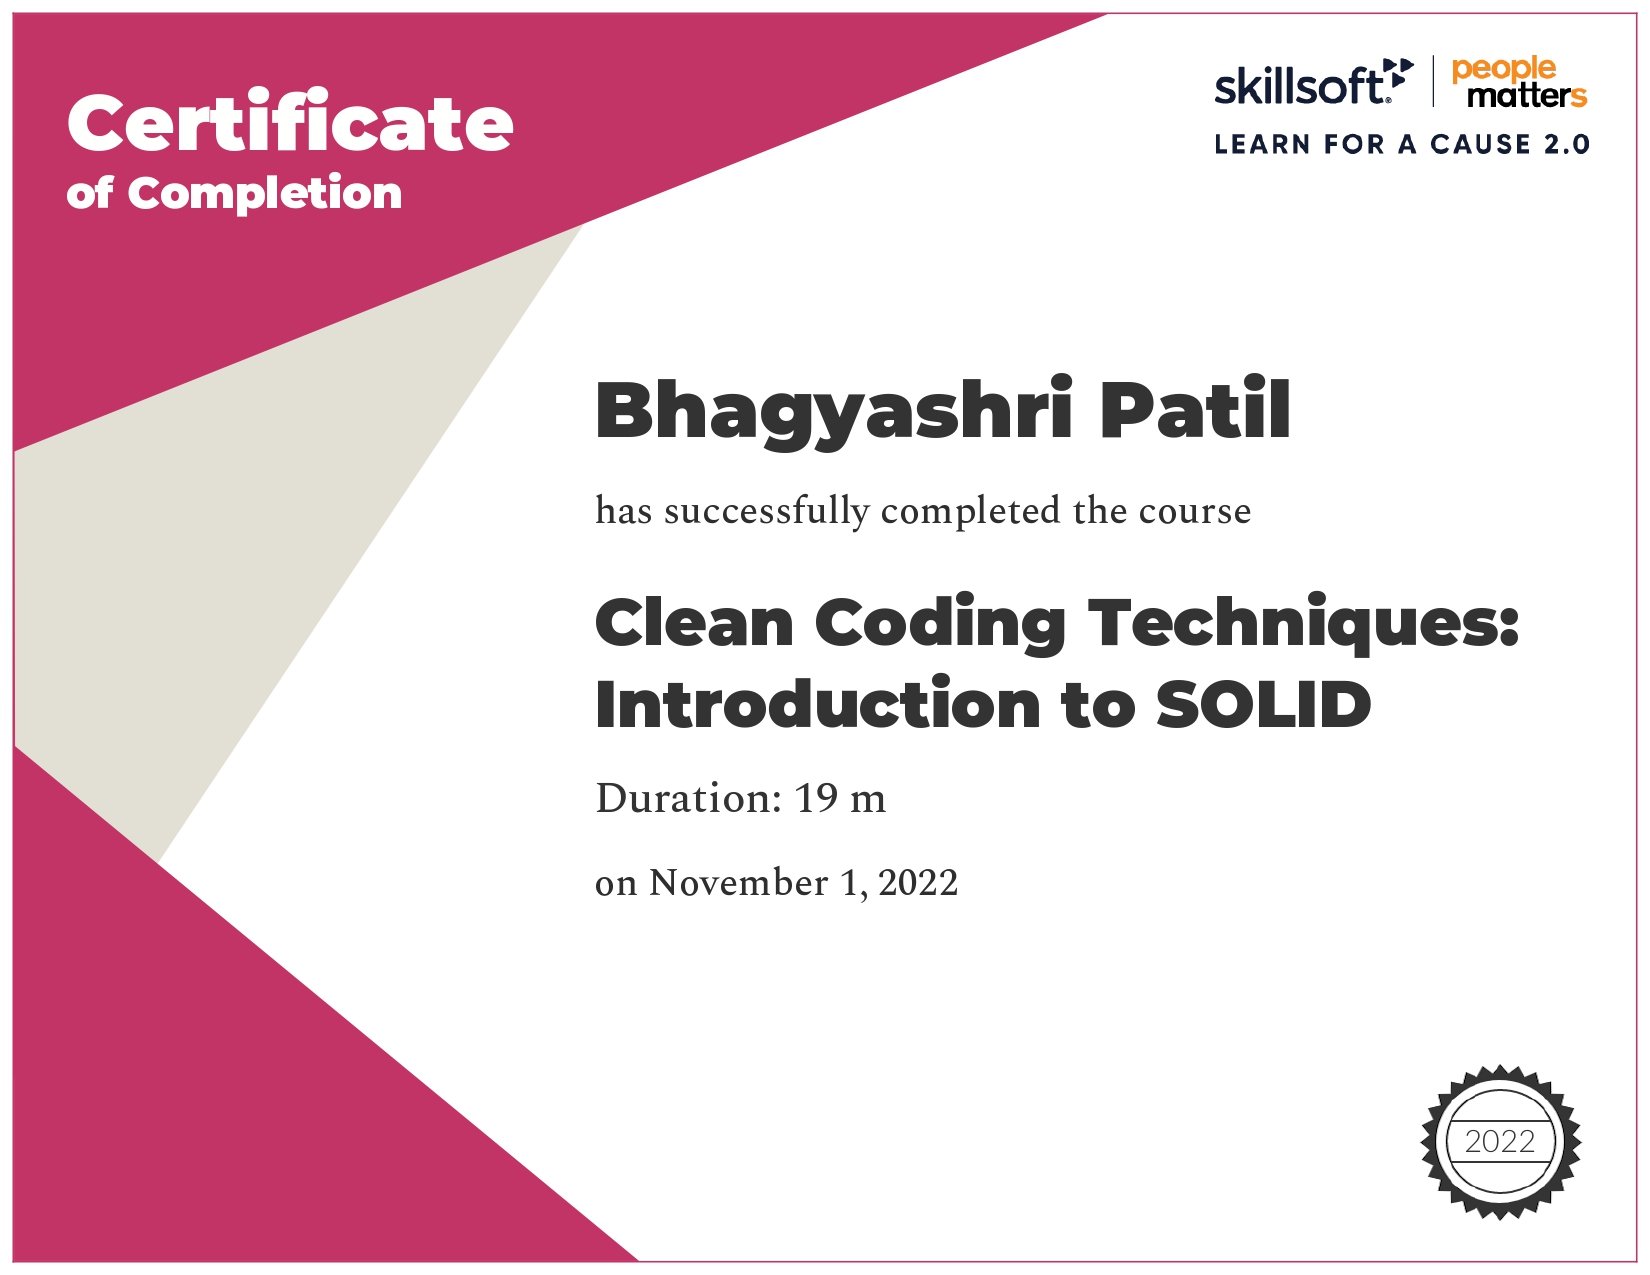 Certificate
of Completion
skillsoft
people
matters
LEARN FOR A CAUSE 2.0
Bhagyashri Patil
has successfully completed the course
Clean Coding Techniques:
Introduction to SOLID
Duration: 19 m
on November 1, 2022
2022